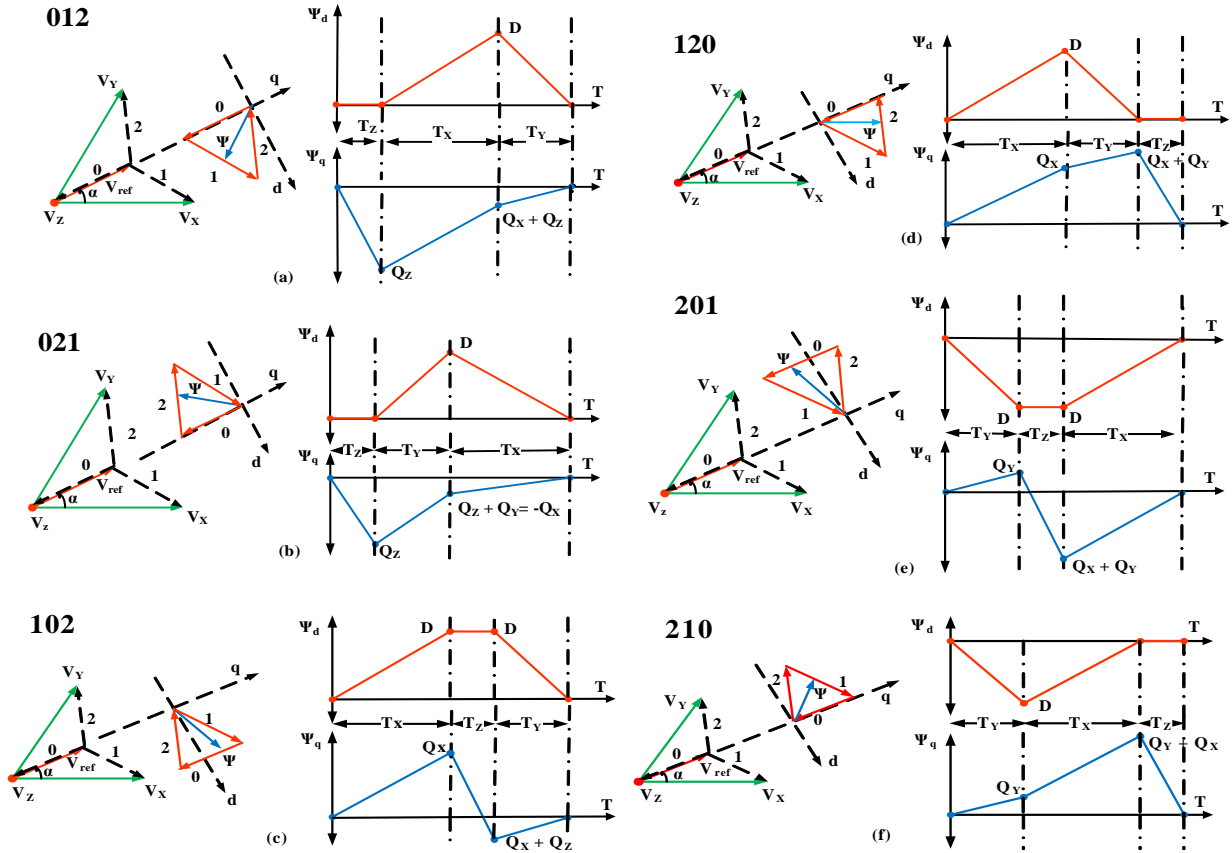 012
Ψd
D
T
q
VY
0
2
Ψ
TZ TX TY
Ψq
T
0
2
1
1
Vref
α
d
VZ
VX
QX + QZ
QZ
(a)
120
Ψd
D
T
q
VY
0
2
Ψ
2
TX TY TZ
Ψq
QX
QX + QY
0
1
1
Vref
α
d
VZ
VX
T
(d)
021
Ψd
D
T
q
VY
1
Ψ
2
0
2
TZ TY TX
Ψq
T
0
1
Vref
α
d
Vz
VX
QZ + QY= -QX
QZ
(b)
201
Ψd
T
0
Ψ
2
1
VY
q
D D
TY TZ TX
Ψq
QY
T
2
0
1
Vref
α
d
Vz
VX
QX + QY
(e)
102
Ψd
D D
T
q
VY
2
1
2
Ψ
0
TX TZ TY
Ψq
QX
T
0
1
Vref
α
d
VZ
VX
QX + QZ
(c)
210
Ψd
T
2
1
Ψ
0
q
VY
2
D
TY TX TZ
Ψq
QY + QX
QY
0
1
Vref
α
d
VZ
VX
T
(f)